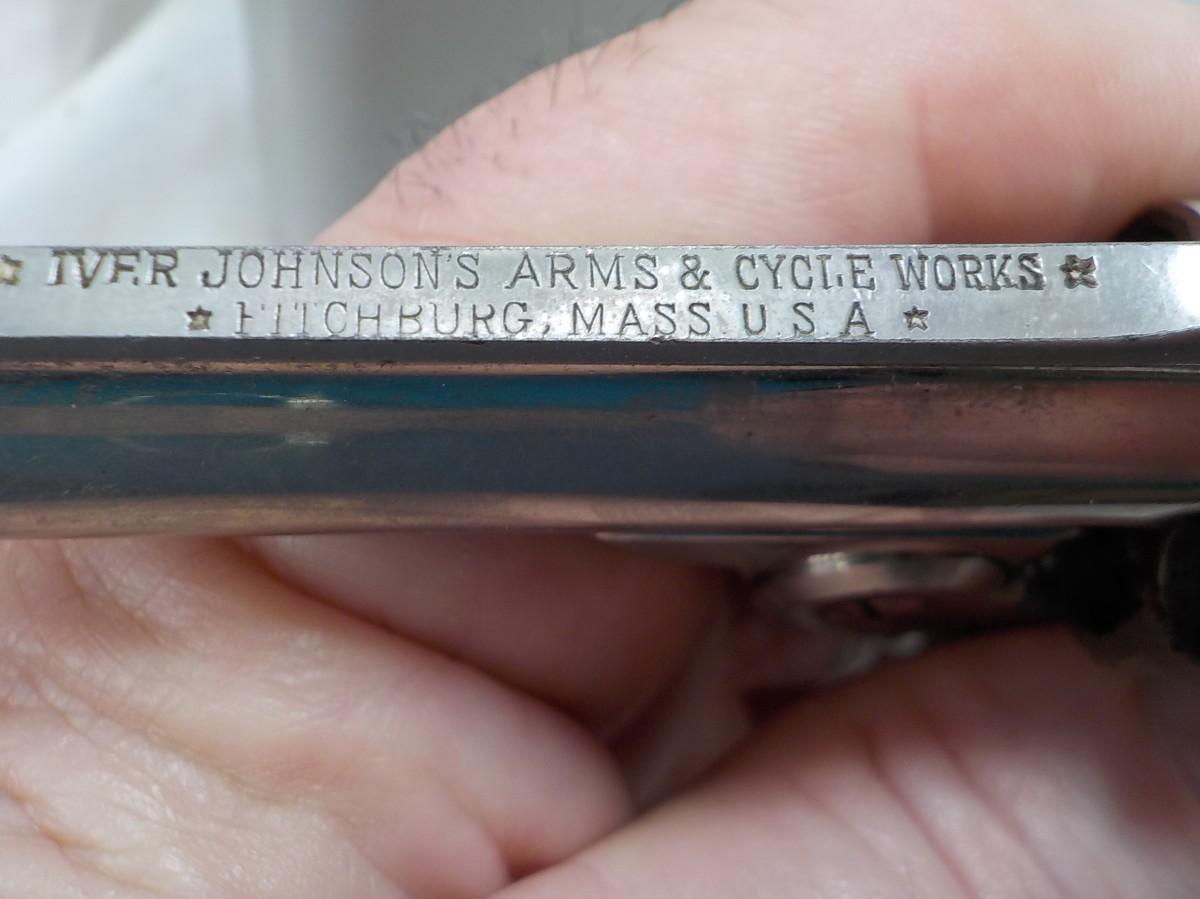 ☆ IVER JOHNSON'S ARMS & CYCLE WORKS ☆
☆ FITCHBURG, MASS U S A ☆